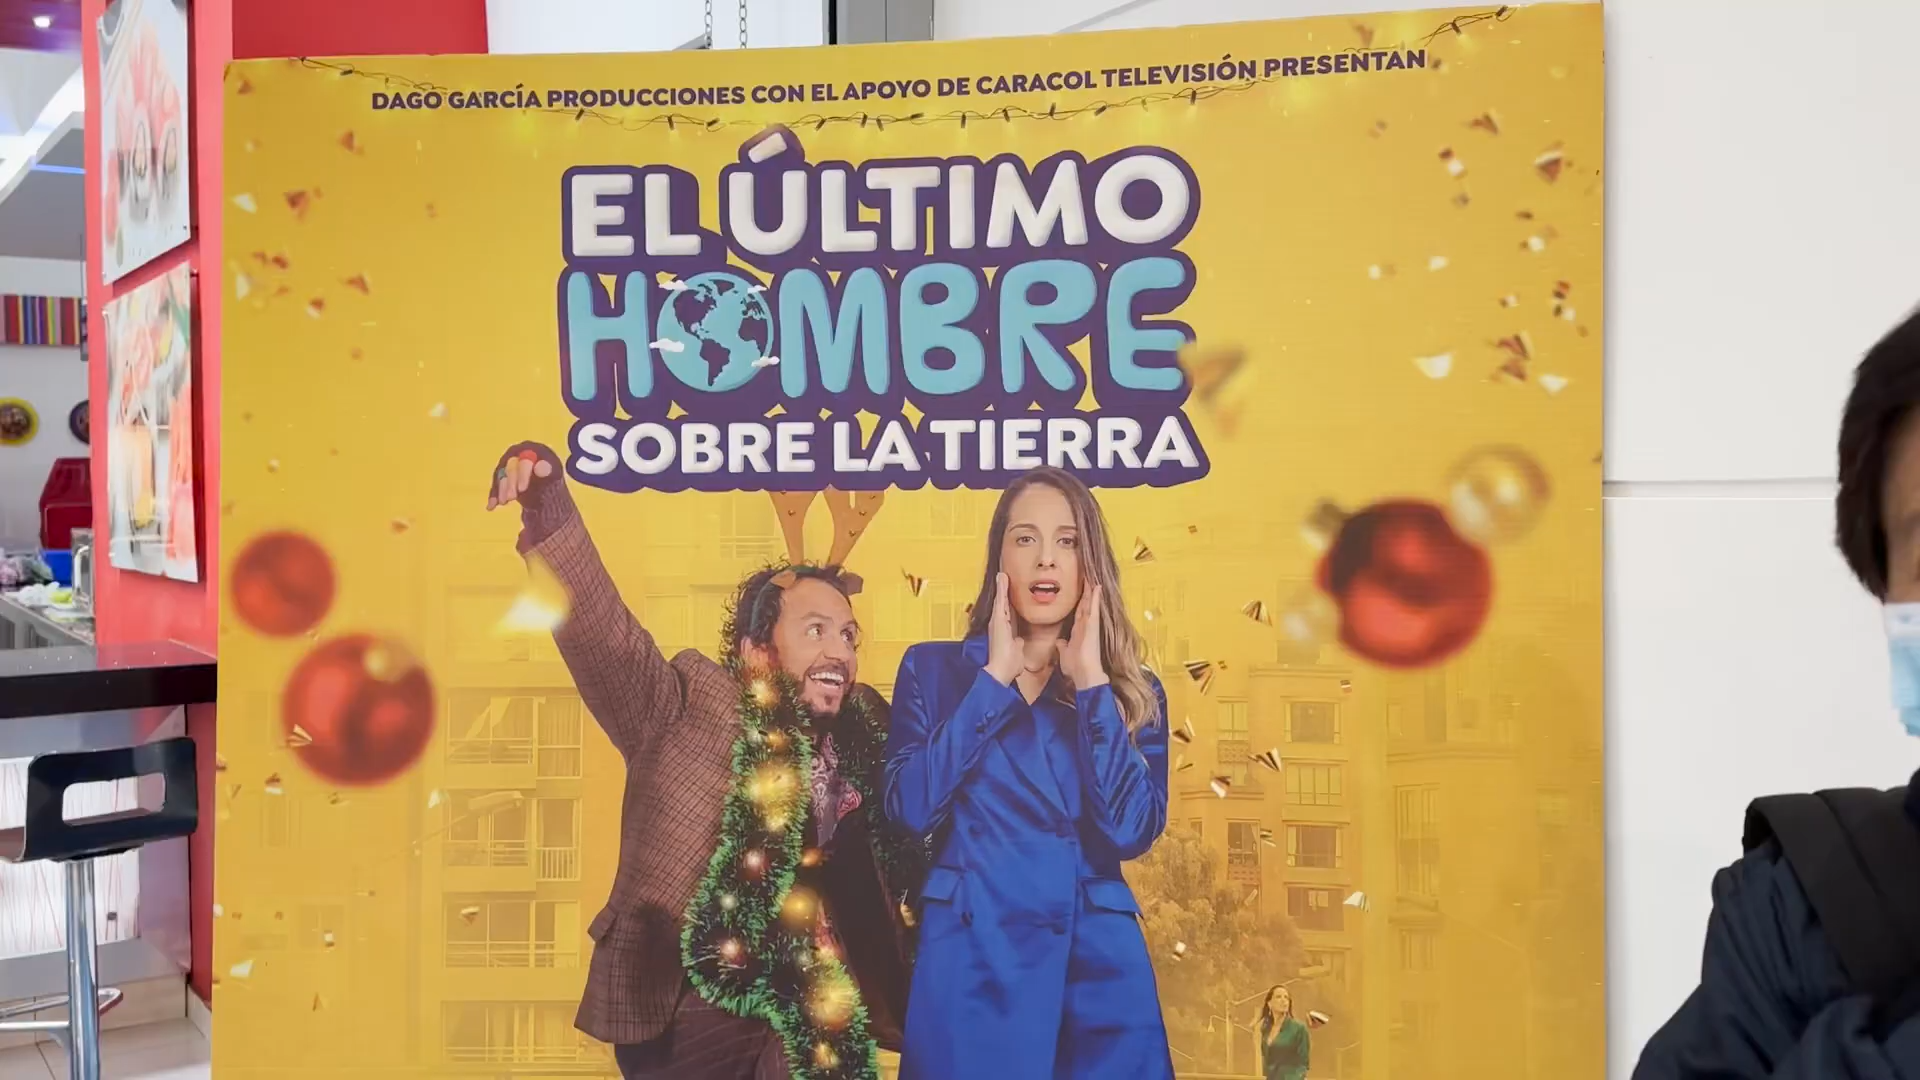 DAGO GARCÍA PRODUCCIONES CON EL APOYO DE CARACOL TELEVISIÓN PRESENTAN
EL ÚLTIMO
HOMBRE
SOBRE LA TIERRA